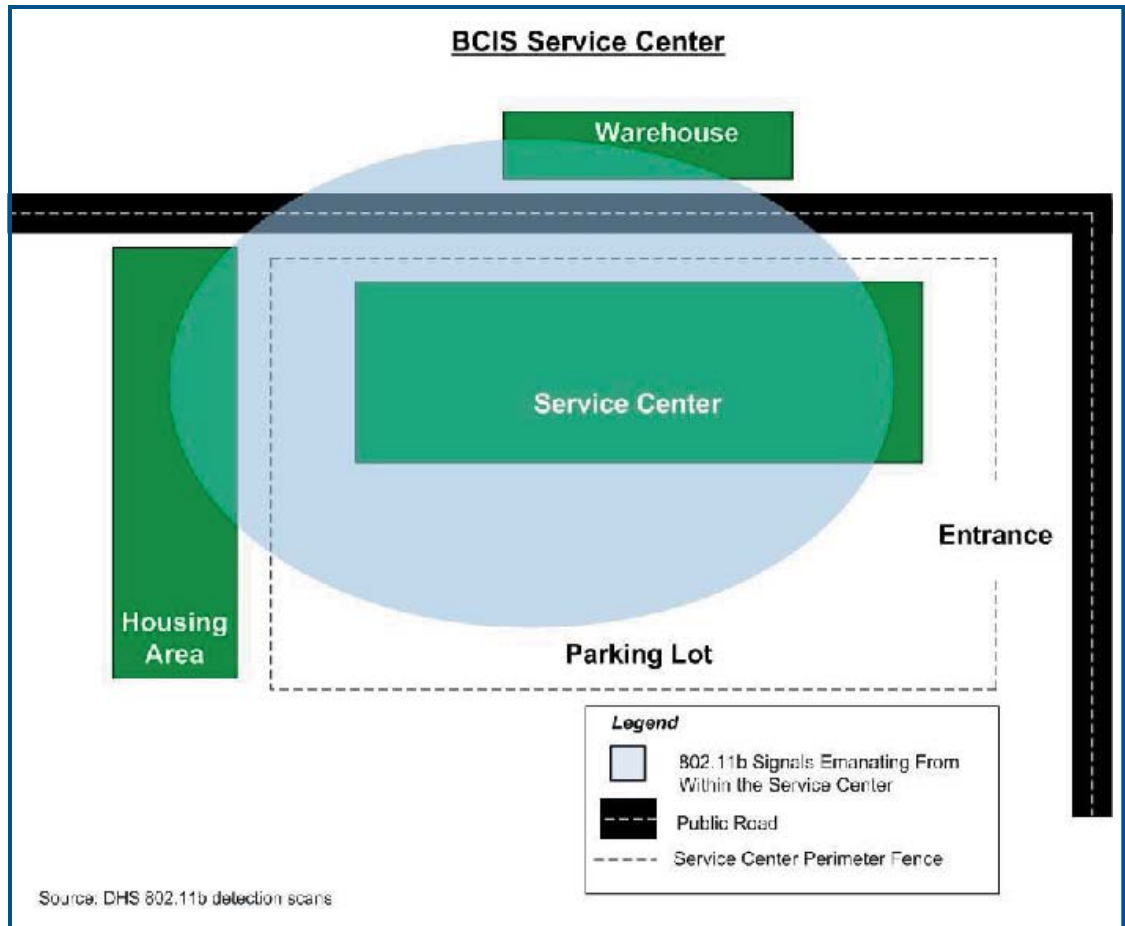 BCIS Service Center
Warehouse
Service Center
Entrance
Housing
Area
Parking Lot
Legend
802.11b Signals Emanating From
Within the Service Center
Public Road
Service Center Perimeter Fence
Source: DHS 802.11b detection scans